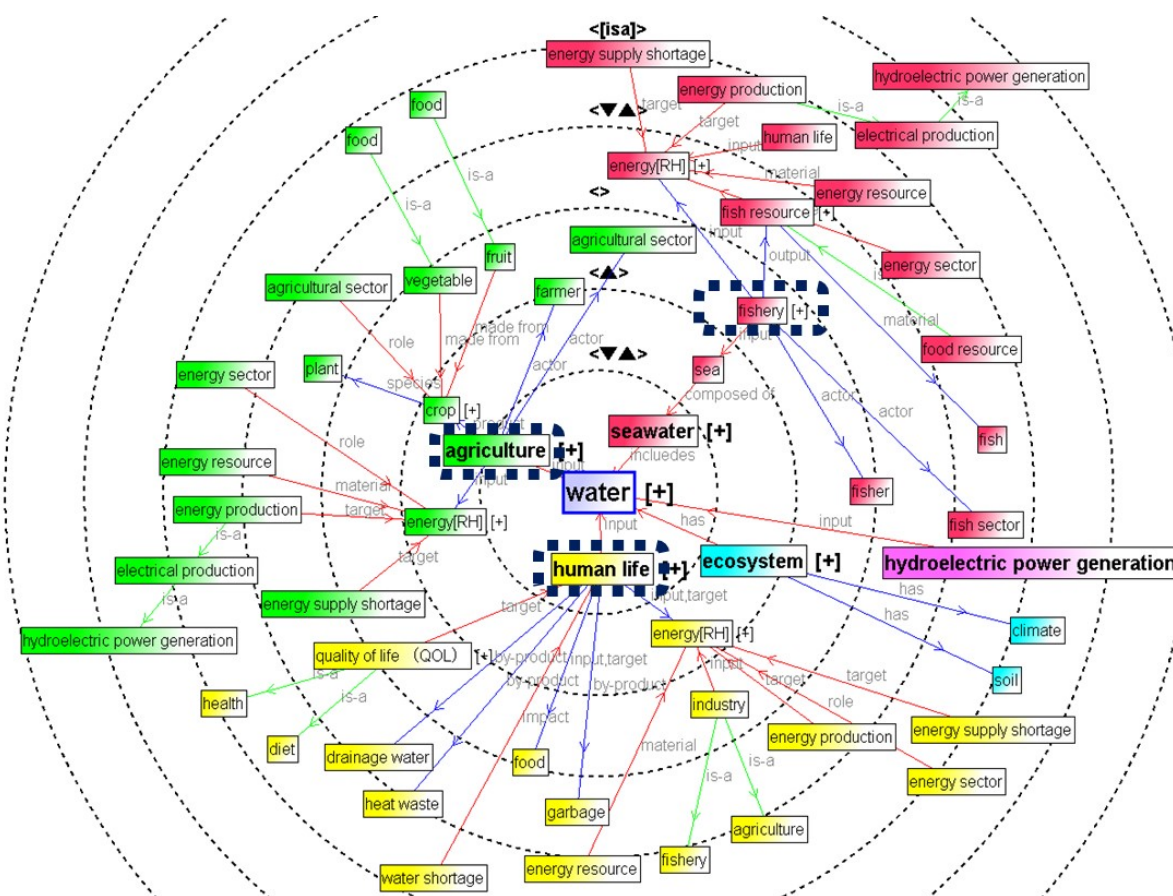 <[isa]>
energy supply shortage
hydroelectric power generation
energy production
target
is-a
is-a
food
target
<▼▲>
human life
electrical production
food
input
energy[RH] [+]
material
is-a
<>
energy resource
is-a
fish resource [+]
input
agricultural sector
output
fruit
energy sector
vegetable
<▲>
is
agricultural sector
farmer
fishery [+]
made from
material
input
role
made from
actor
food resource
<▼▲>
plant
actor
sea
energy sector
species
composed of
actor
actor
crop [+]
product
seawater [+]
fish
agriculture [+]
incluedes
energy resource
role
input
input
water [+]
fisher
material
energy production
target
energy[RH] [+]
input
has
input
fish sector
is-a
target
human life [+]
ecosystem [+]
hydroelectric power generation
electrical production
input,target
has
is-a
energy supply shortage
target
has
climate
hydroelectric power generation
energy[RH] [+]
quality of life （QOL） [+]
by-product
input,target
input
is-a
by-product
by-product
target
target
soil
health
is-a
industry
role
impact
energy supply shortage
diet
drainage water
food
material
energy production
is-a
is-a
energy sector
heat waste
garbage
agriculture
water shortage
energy resource
fishery